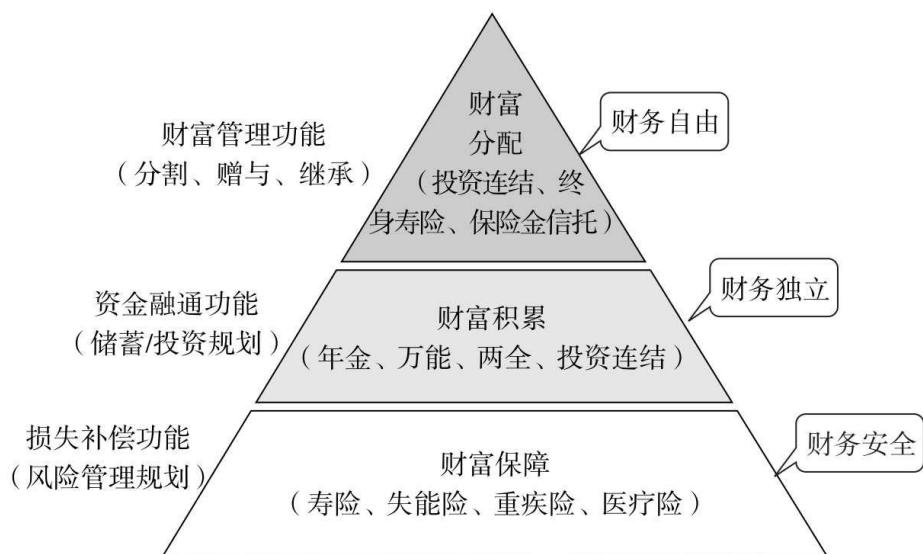 财富管理功能
（分割、赠与、继承）
财富
分配
（投资连结、终
身寿险、保险金信托）
财务自由
资金融通功能
（储蓄/投资规划）
财富积累
（年金、万能、两全、投资连结）
财务独立
损失补偿功能
（风险管理规划）
财富保障
（寿险、失能险、重疾险、医疗险）
财务安全